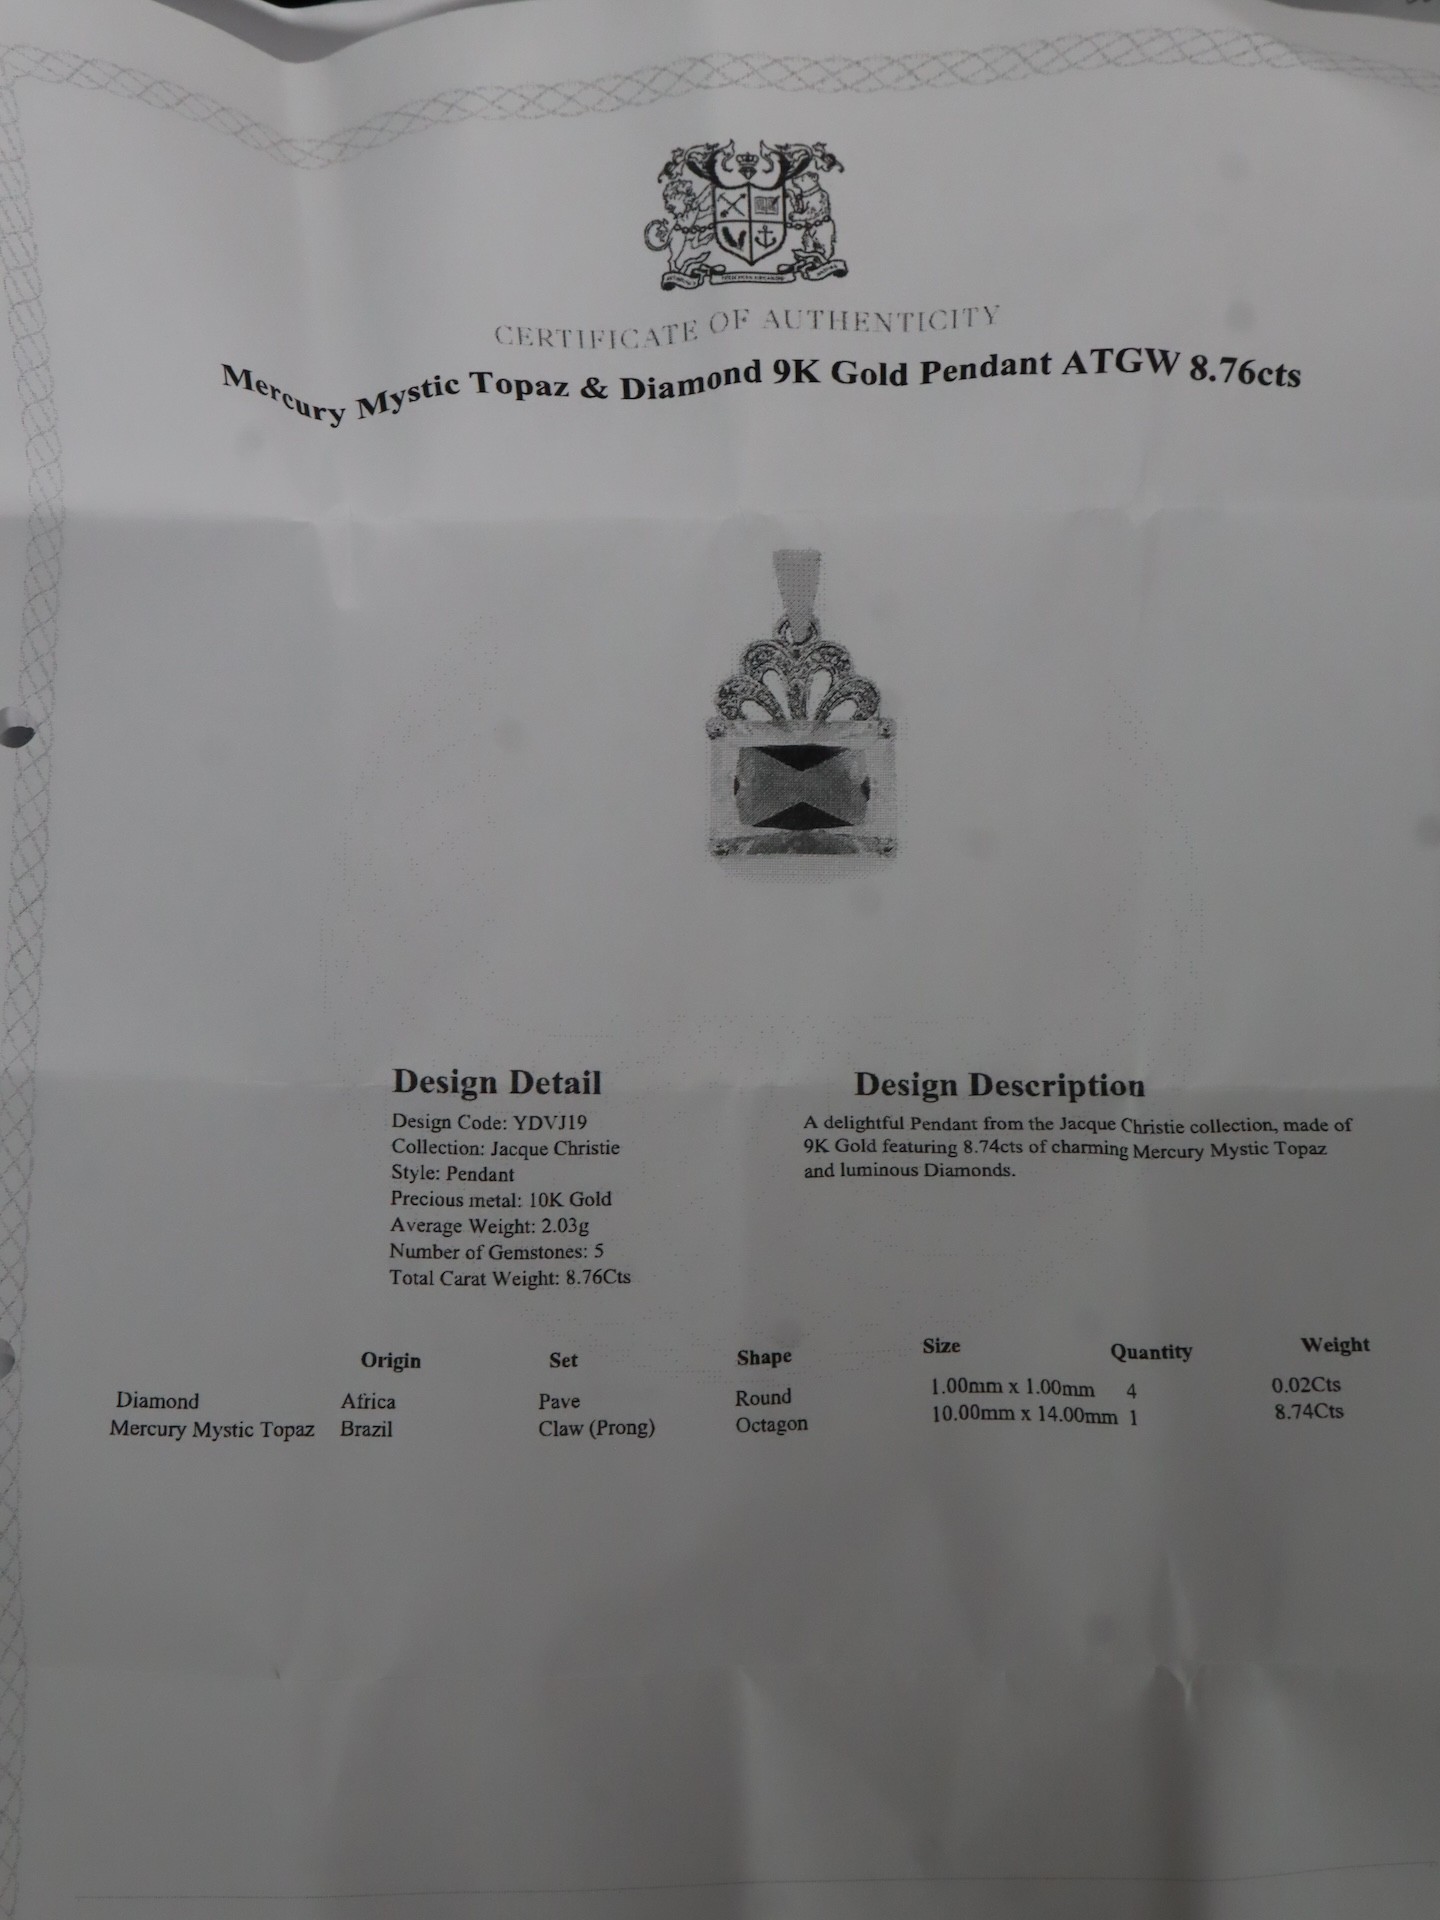 CERTIFICATE OF AUTHENTICITY
Mercury Mystic Topaz & Diamond 9K Gold Pendant ATGW 8.76cts
Design Detail
Design Code: YDVJ19
Collection: Jacque Christie
Style: Pendant
Precious metal: 10K Gold
Average Weight: 2.03g
Number of Gemstones: 5
Total Carat Weight: 8.76Cts
Design Description
A delightful Pendant from the Jacque Christie collection, made of
9K Gold featuring 8.74cts of charming Mercury Mystic Topaz
and luminous Diamonds.
Origin Set Shape Size Quantity Weight
Diamond Africa Pave Round 1.00mm x 1.00mm 4 0.02Cts
Mercury Mystic Topaz Brazil Claw (Prong) Octagon 10.00mm x 14.00mm 1 8.74Cts